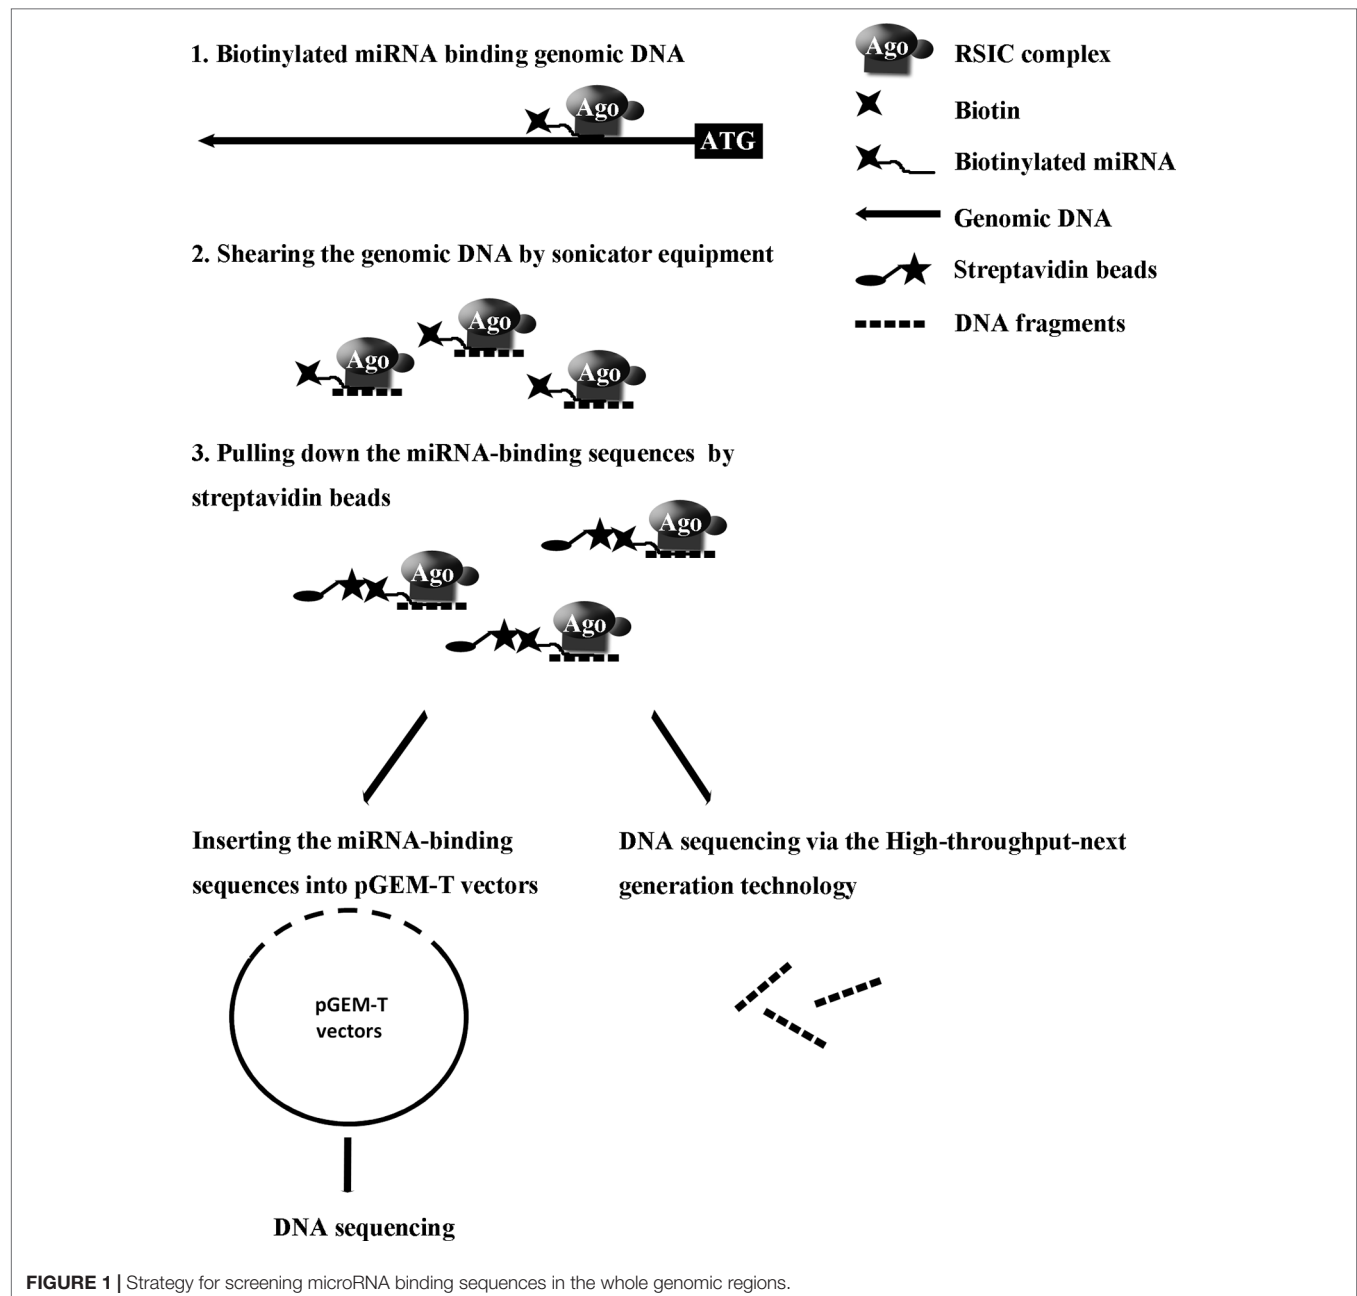 1. Biotinylated miRNA binding genomic DNA
Ago
ATG
Ago
RSIC complex
Biotin
Biotinylated miRNA
Genomic DNA
Streptavidin beads
DNA fragments
2. Shearing the genomic DNA by sonicator equipment
Ago
Ago
Ago
3. Pulling down the miRNA-binding sequences by
streptavidin beads
Ago
Ago
Ago
Inserting the miRNA-binding
sequences into pGEM-T vectors
pGEM-T
vectors
DNA sequencing
DNA sequencing via the High-throughput-next
generation technology
FIGURE 1 | Strategy for screening microRNA binding sequences in the whole genomic regions.